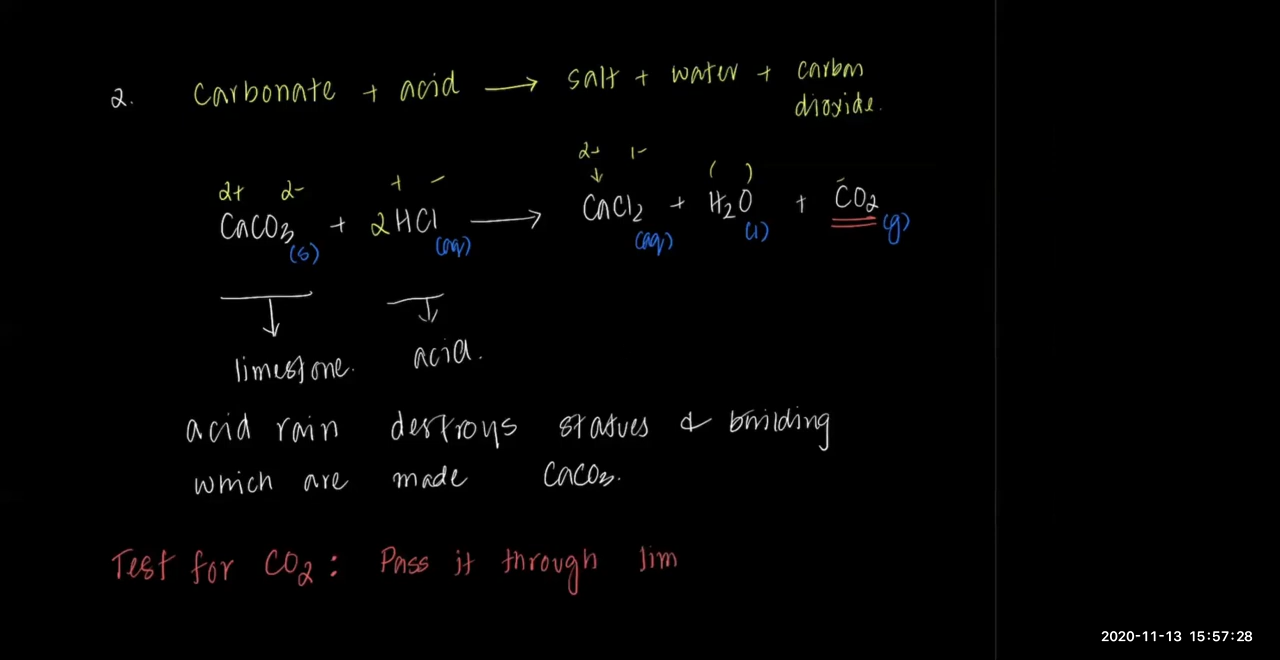 2. Carbonate + acid → salt + water + carbon
dioxide.
2+ 2- + - 2+ 1- ( )
↓
CaCO3(s) + 2HCl(aq) → CaCl2(aq) + H2O(l) + CO2(g)
limestone. acid.
acid rain destroys statues & building
which are made CaCO3.
Test for CO2 : Pass it through lim
2020-11-13 15:57:28